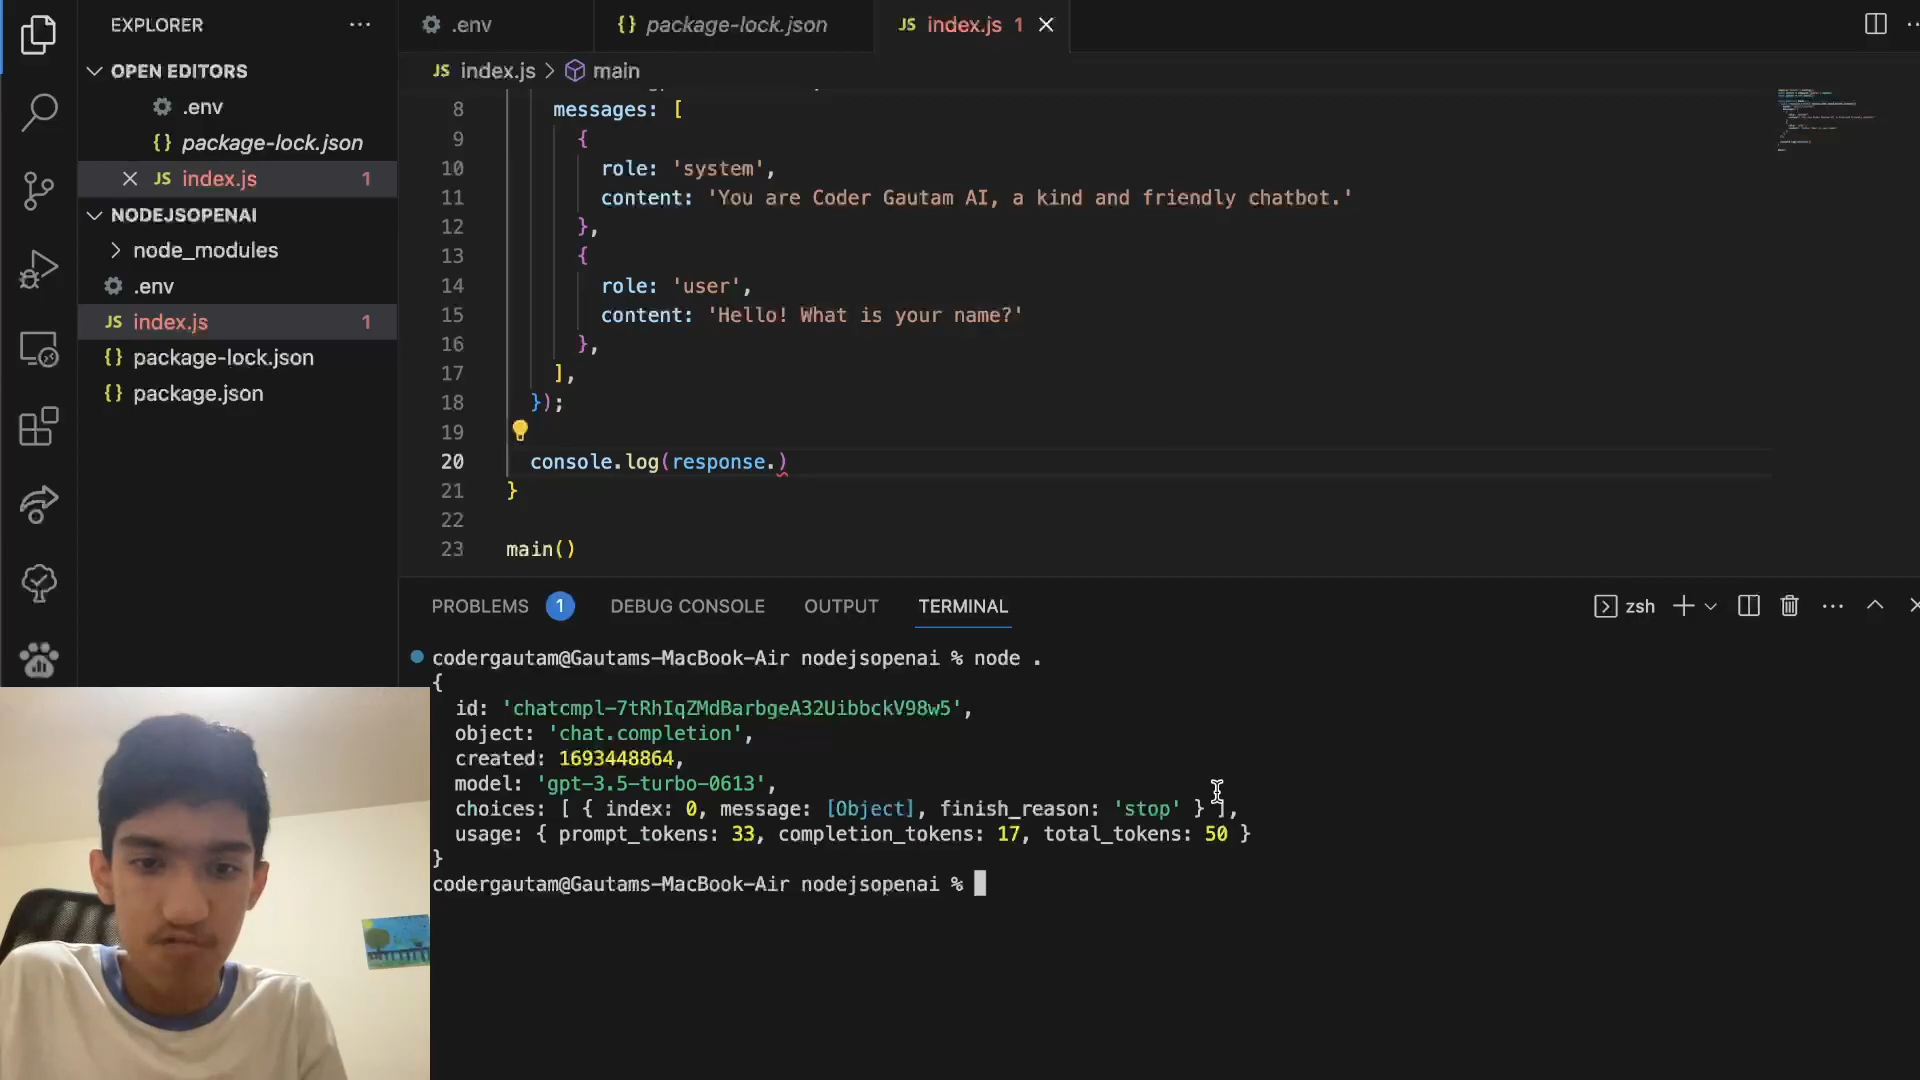 EXPLORER
.env
package-lock.json
JS index.js 1
OPEN EDITORS
.env
package-lock.json
JS index.js 1
NODEJSOPENAI
node_modules
.env
JS index.js 1
package-lock.json
package.json
JS index.js > main
8 messages: [
9 {
10 role: 'system',
11 content: 'You are Coder Gautam AI, a kind and friendly chatbot.'
12 },
13 {
14 role: 'user',
15 content: 'Hello! What is your name?'
16 },
17 ],
18 });
19
20 console.log(response.)
21 }
22
23 main()
PROBLEMS 1 DEBUG CONSOLE OUTPUT TERMINAL zsh
codergautam@Gautams-MacBook-Air nodejsopenai % node .
{
id: 'chatcmpl-7tRhIqZMdBarbgeA32UibbckV98w5',
object: 'chat.completion',
created: 1693448864,
model: 'gpt-3.5-turbo-0613',
choices: [ { index: 0, message: [Object], finish_reason: 'stop' } ],
usage: { prompt_tokens: 33, completion_tokens: 17, total_tokens: 50 }
}
codergautam@Gautams-MacBook-Air nodejsopenai %